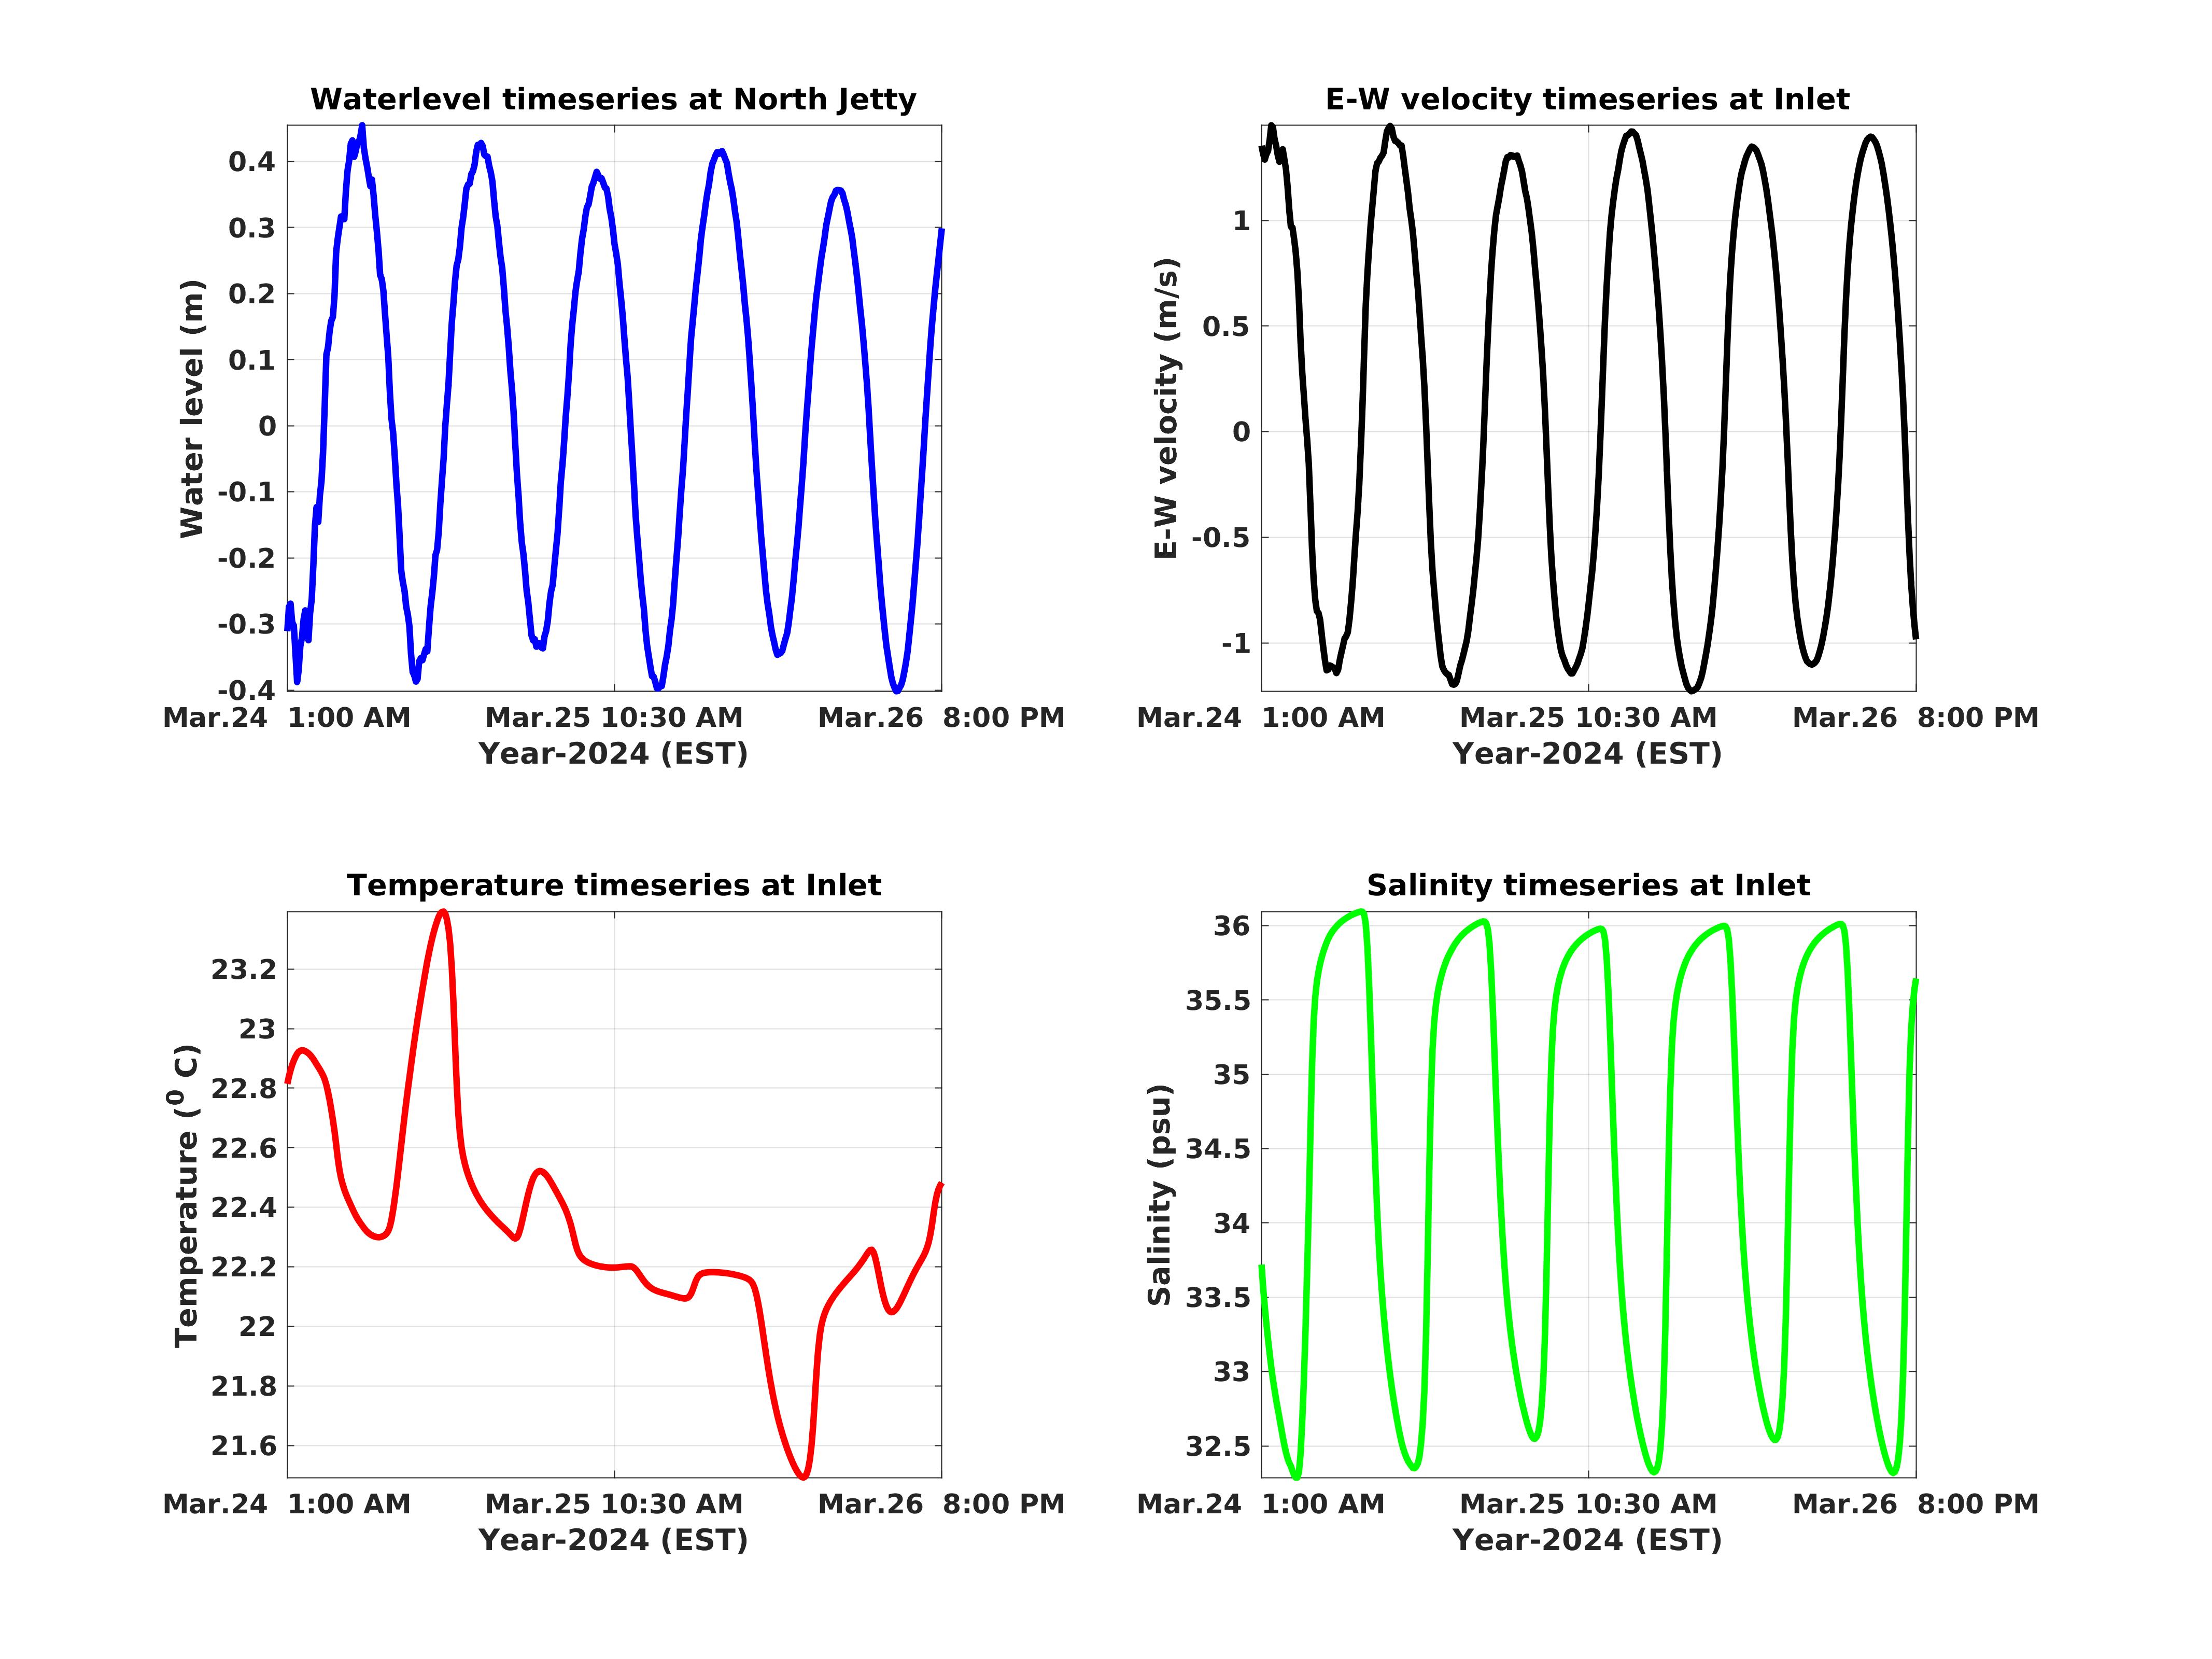 Waterlevel timeseries at North Jetty
Water level (m)
0.4
0.3
0.2
0.1
0
-0.1
-0.2
-0.3
-0.4
Mar.24 1:00 AM
Mar.25 10:30 AM
Mar.26 8:00 PM
Year-2024 (EST)
E-W velocity timeseries at Inlet
E-W velocity (m/s)
1
0.5
0
-0.5
-1
Mar.24 1:00 AM
Mar.25 10:30 AM
Mar.26 8:00 PM
Year-2024 (EST)
Temperature timeseries at Inlet
Temperature (⁰ C)
23.2
23
22.8
22.6
22.4
22.2
22
21.8
21.6
Mar.24 1:00 AM
Mar.25 10:30 AM
Mar.26 8:00 PM
Year-2024 (EST)
Salinity timeseries at Inlet
Salinity (psu)
36
35.5
35
34.5
34
33.5
33
32.5
Mar.24 1:00 AM
Mar.25 10:30 AM
Mar.26 8:00 PM
Year-2024 (EST)